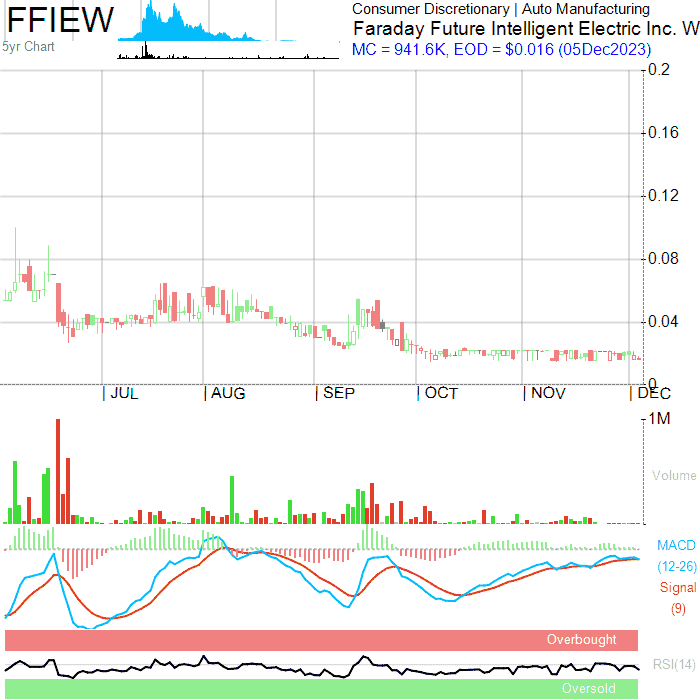 FFIEW
5yr Chart
Consumer Discretionary | Auto Manufacturing
Faraday Future Intelligent Electric Inc. W
MC = 941.6K, EOD = $0.016 (05Dec2023)
0.2
0.16
0.12
0.08
0.04
0
JUL
AUG
SEP
OCT
NOV
DEC
1M
Volume
MACD
(12-26)
Signal
(9)
Overbought
RSI(14)
Oversold